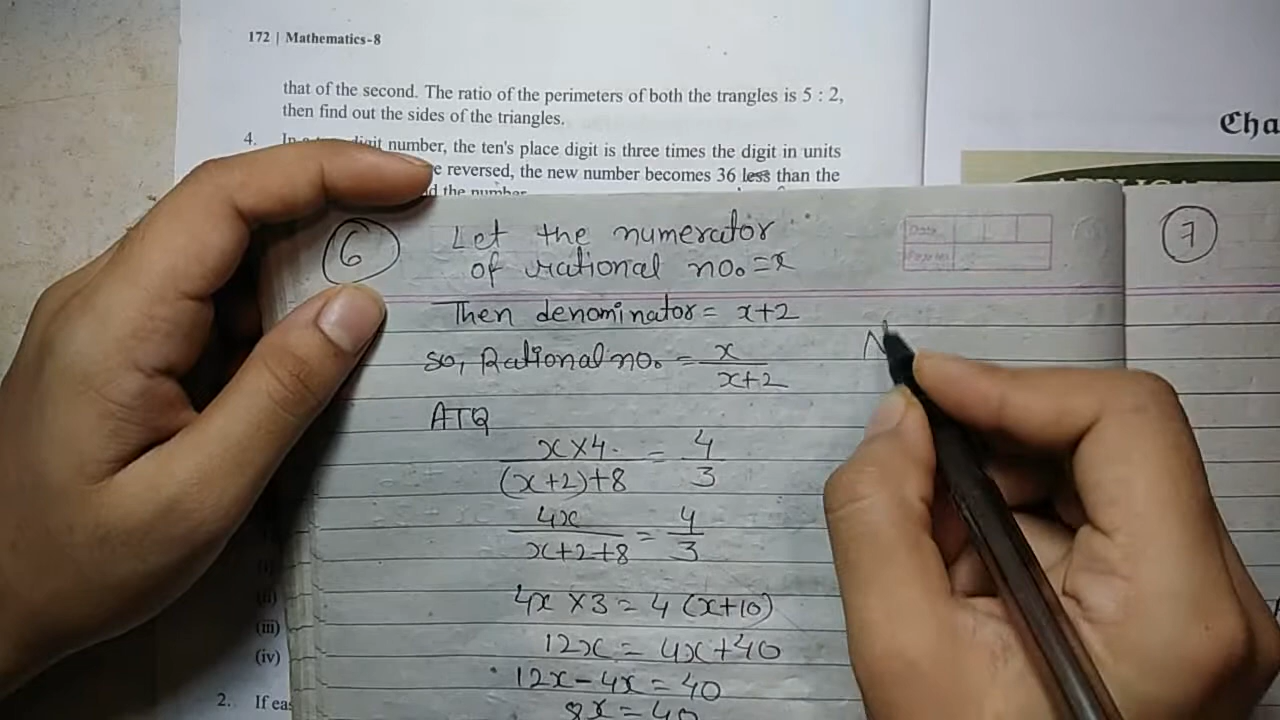 172 | Mathematics-8
that of the second. The ratio of the perimeters of both the trangles is 5 : 2,
then find out the sides of the triangles.
4. digit number, the ten's place digit is three times the digit in units
reversed, the new number becomes 36 less than the
the number
Cha
6 Let the numerator
of rational no. = x
Then denominator = x+2
so, Rational no. = x/(x+2)
ATQ
(x×4)/((x+2)+8) = 4/3
4x/(x+2+8) = 4/3
4x × 3 = 4 (x+10)
12x = 4x+40
12x-4x = 40
8x = 40
N
Date
7
(iii)
(iv)
2. If